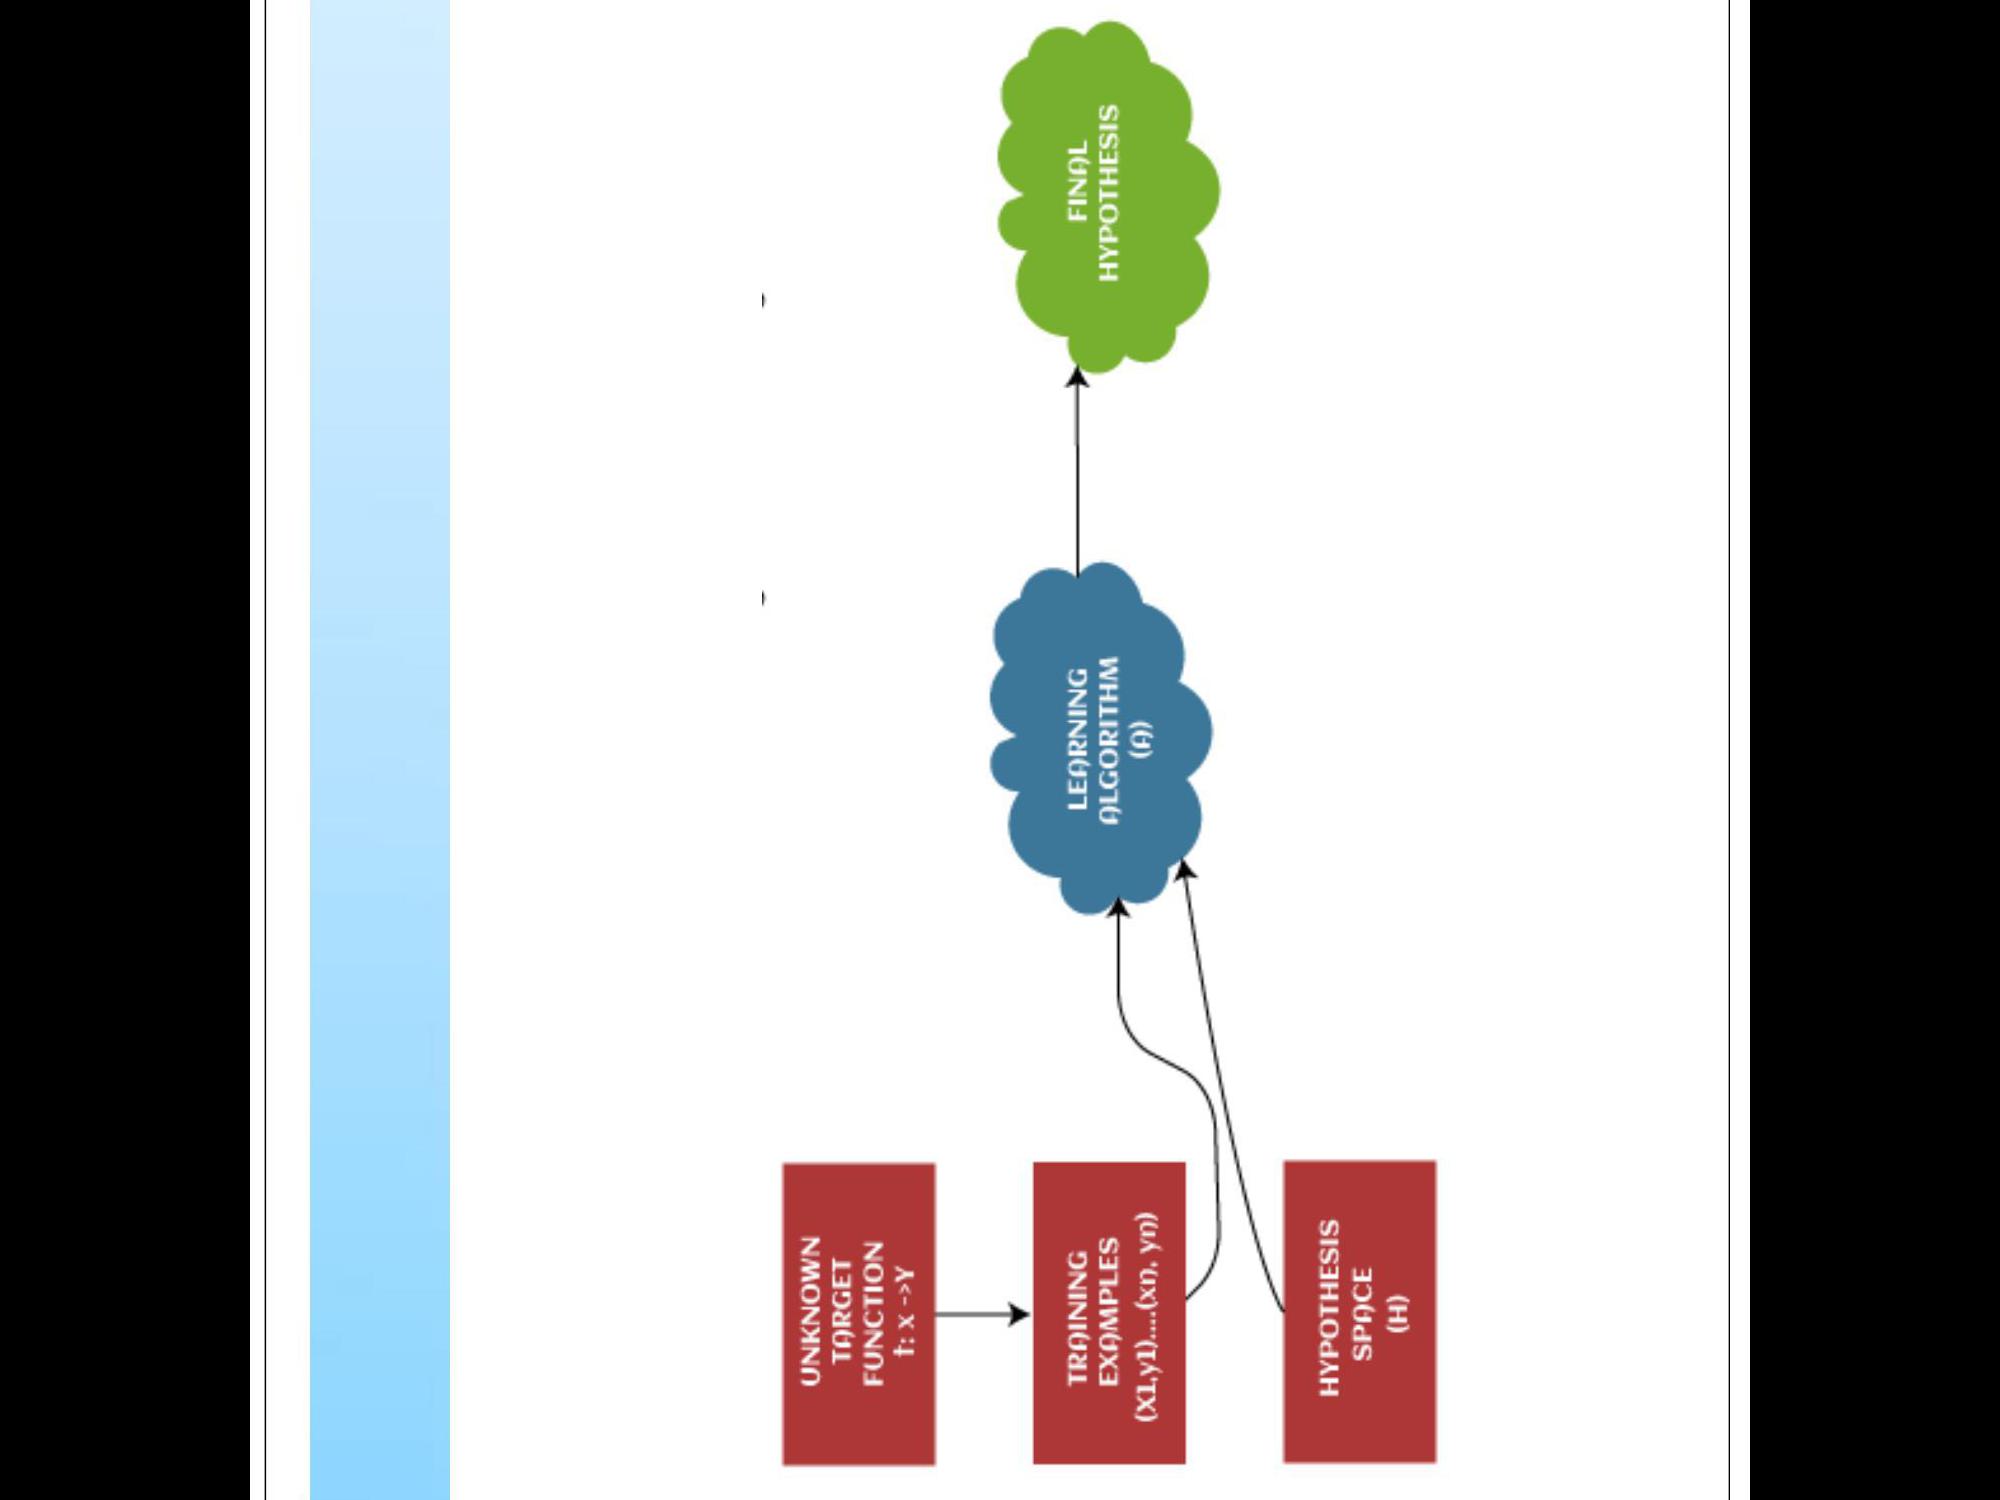 UNKNOWN
TARGET
FUNCTION
f: x ->Y
TRAINING
EXAMPLES
(X1,y1)....(xn, yn)
HYPOTHESIS
SPACE
(H)
LEARNING
ALGORITHM
(A)
FINAL
HYPOTHESIS